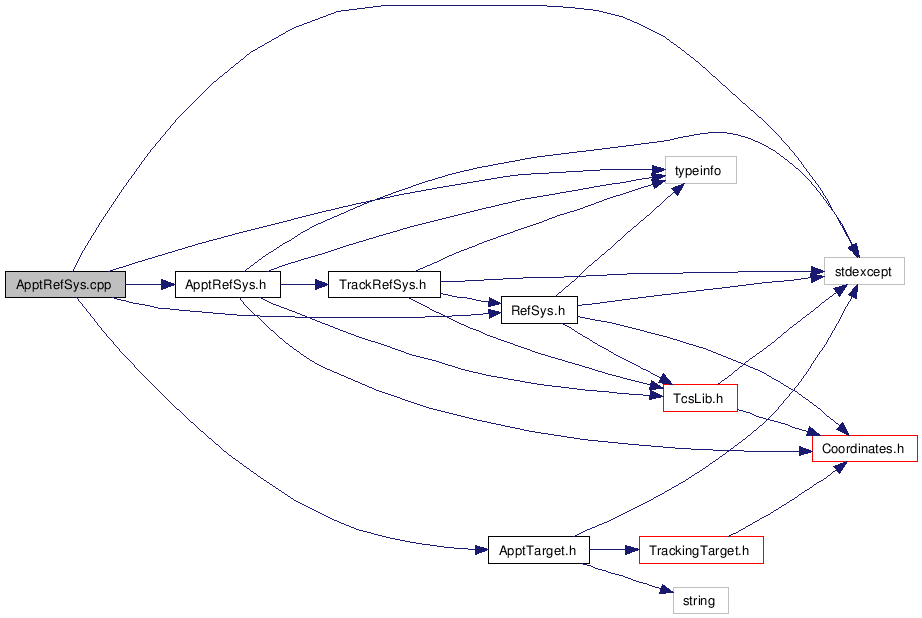 typeinfo
stdexcept
ApptRefSys.cpp
ApptRefSys.h
TrackRefSys.h
RefSys.h
TcsLib.h
Coordinates.h
ApptTarget.h
TrackingTarget.h
string